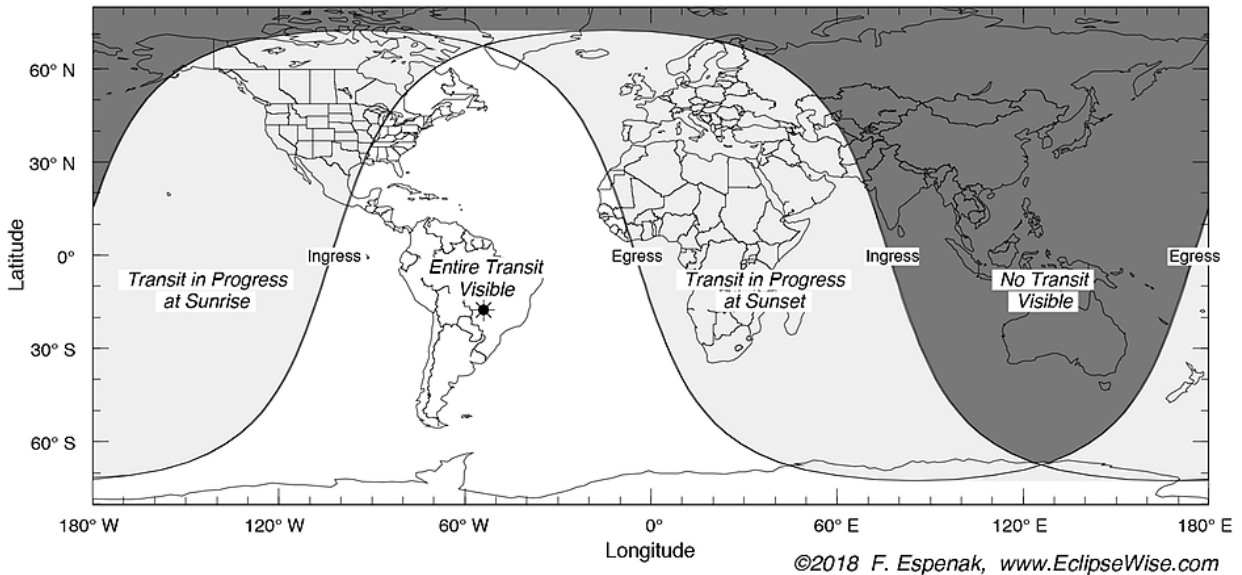 60° N
30° N
0°
30° S
60° S
Latitude
Ingress
Egress
Ingress
Egress
Transit in Progress
at Sunrise
Entire Transit
Visible
Transit in Progress
at Sunset
No Transit
Visible
180° W
120° W
60° W
0°
60° E
120° E
180° E
Longitude
©2018 F. Espenak, www.EclipseWise.com